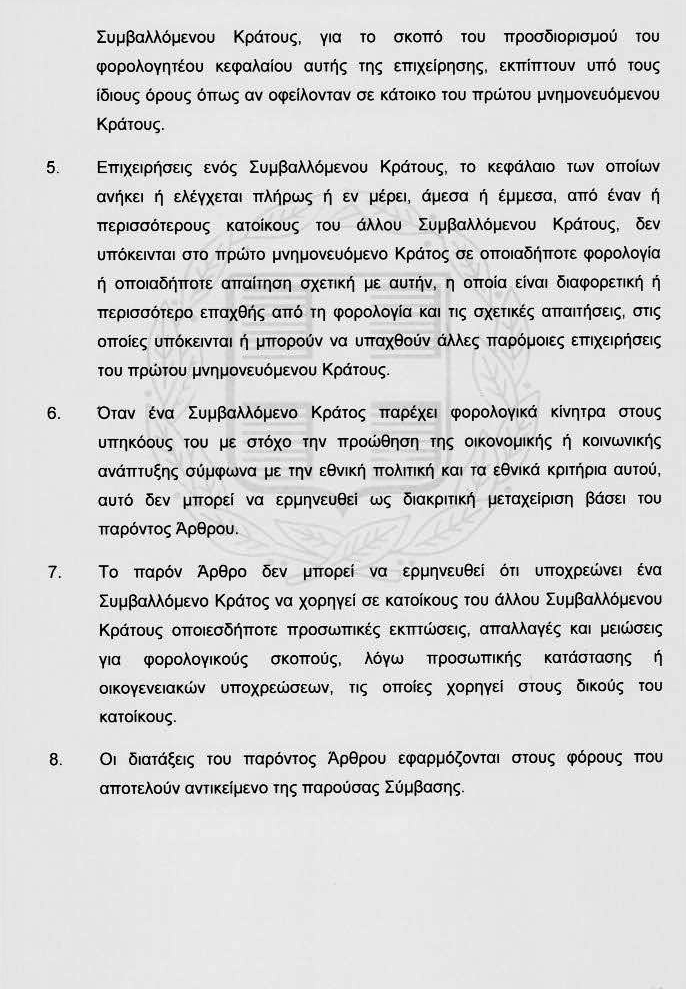 Συμβαλλόμενου Κράτους, για το σκοπό του προσδιορισμού του
φορολογητέου κεφαλαίου αυτής της επιχείρησης, εκπίπτουν υπό τους
ίδιους όρους όπως αν οφείλονταν σε κάτοικο του πρώτου μνημονευόμενου
Κράτους.
5. Επιχειρήσεις ενός Συμβαλλόμενου Κράτους, το κεφάλαιο των οποίων
ανήκει ή ελέγχεται πλήρως ή εν μέρει, άμεσα ή έμμεσα, από έναν ή
περισσότερους κατοίκους του άλλου Συμβαλλόμενου Κράτους, δεν
υπόκεινται στο πρώτο μνημονευόμενο Κράτος σε οποιαδήποτε φορολογία
ή οποιαδήποτε απαίτηση σχετική με αυτήν, η οποία είναι διαφορετική ή
περισσότερο επαχθής από τη φορολογία και τις σχετικές απαιτήσεις, στις
οποίες υπόκεινται ή μπορούν να υπαχθούν άλλες παρόμοιες επιχειρήσεις
του πρώτου μνημονευόμενου Κράτους.
6. Όταν ένα Συμβαλλόμενο Κράτος παρέχει φορολογικά κίνητρα στους
υπηκόους του με στόχο την προώθηση της οικονομικής ή κοινωνικής
ανάπτυξης σύμφωνα με την εθνική πολιτική και τα εθνικά κριτήρια αυτού,
αυτό δεν μπορεί να ερμηνευθεί ως διακριτική μεταχείριση βάσει του
παρόντος Άρθρου.
7. Το παρόν Άρθρο δεν μπορεί να ερμηνευθεί ότι υποχρεώνει ένα
Συμβαλλόμενο Κράτος να χορηγεί σε κατοίκους του άλλου Συμβαλλόμενου
Κράτους οποιεσδήποτε προσωπικές εκπτώσεις, απαλλαγές και μειώσεις
για φορολογικούς σκοπούς, λόγω προσωπικής κατάστασης ή
οικογενειακών υποχρεώσεων, τις οποίες χορηγεί στους δικούς του
κατοίκους.
8. Οι διατάξεις του παρόντος Άρθρου εφαρμόζονται στους φόρους που
αποτελούν αντικείμενο της παρούσας Σύμβασης.